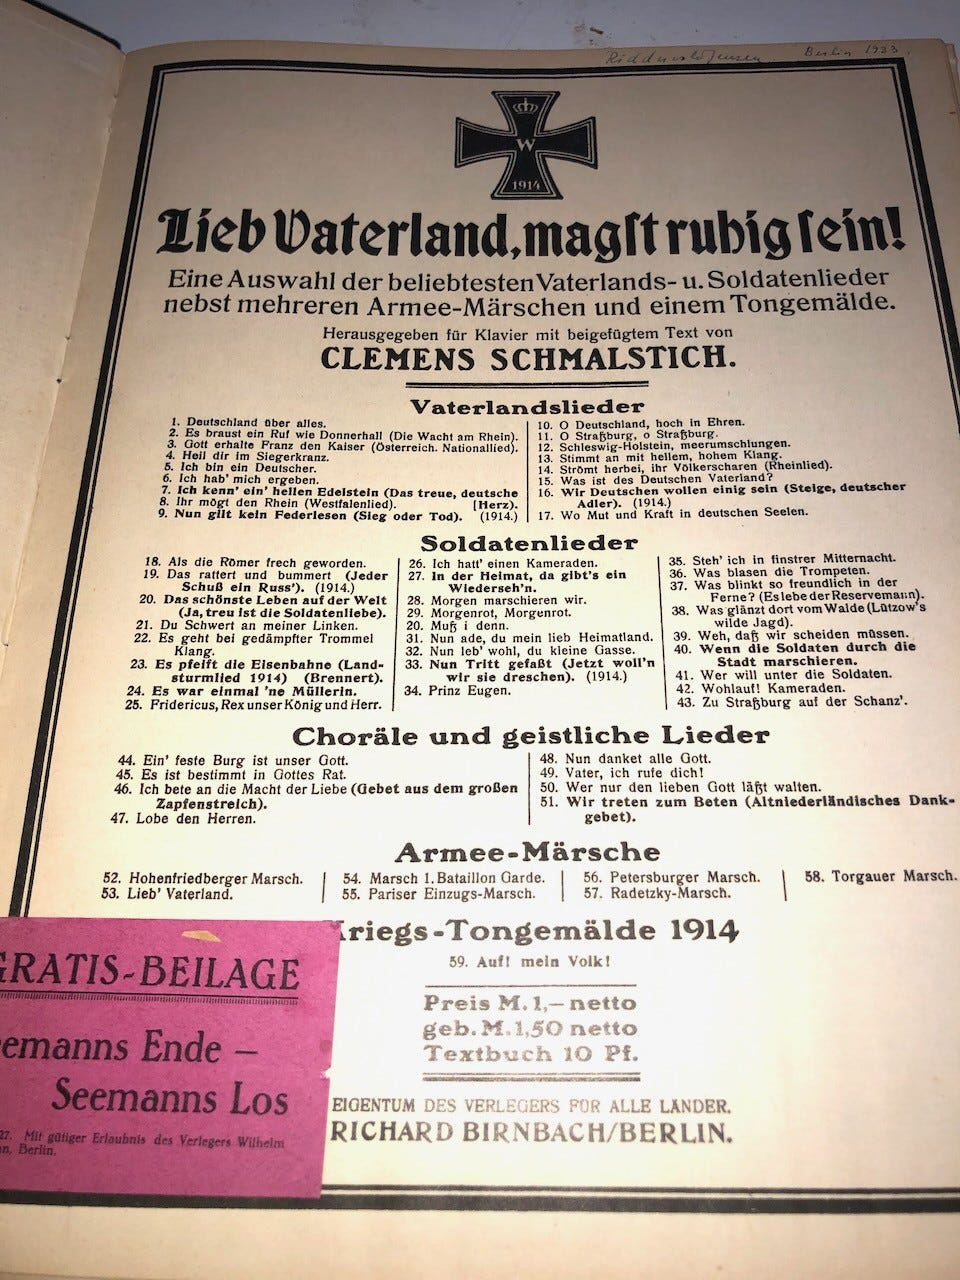 Berlin 1933.
W
1914
Lieb Vaterland, magst ruhig sein!
Eine Auswahl der beliebtesten Vaterlands- u. Soldatenlieder
nebst mehreren Armee-Märschen und einem Tongemälde.
Herausgegeben für Klavier mit beigefügtem Text von
CLEMENS SCHMALSTICH.
Vaterlandslieder
1. Deutschland über alles.
2. Es braust ein Ruf wie Donnerhall (Die Wacht am Rhein).
3. Gott erhalte Franz den Kaiser (Österreich. Nationallied).
4. Heil dir im Siegerkranz.
5. Ich bin ein Deutscher.
6. Ich hab' mich ergeben.
7. Ich kenn' ein' hellen Edelstein (Das treue, deutsche
8. Ihr mögt den Rhein (Westfalenlied). [Herz).
9. Nun gilt kein Federlesen (Sieg oder Tod). (1914.)
10. O Deutschland, hoch in Ehren.
11. O Straßburg, o Straßburg.
12. Schleswig-Holstein, meerumschlungen.
13. Stimmt an mit hellem, hohem Klang.
14. Strömt herbei, ihr Völkerscharen (Rheinlied).
15. Was ist des Deutschen Vaterland?
16. Wir Deutschen wollen einig sein (Steige, deutscher
Adler). (1914.)
17. Wo Mut und Kraft in deutschen Seelen.
Soldatenlieder
18. Als die Römer frech geworden.
19. Das rattert und bummert (Jeder
Schuß ein Russ'). (1914.)
20. Das schönste Leben auf der Welt
(Ja, treu ist die Soldatenliebe).
21. Du Schwert an meiner Linken.
22. Es geht bei gedämpfter Trommel
Klang.
23. Es pfeift die Eisenbahne (Land-
sturmlied 1914) (Brennert).
24. Es war einmal 'ne Müllerin.
25. Fridericus, Rex unser König und Herr.
26. Ich hatt' einen Kameraden.
27. In der Heimat, da gibt's ein
Wiederseh'n.
28. Morgen marschieren wir.
29. Morgenrot, Morgenrot.
20. Muß i denn.
31. Nun ade, du mein lieb Heimatland.
32. Nun leb' wohl, du kleine Gasse.
33. Nun Tritt gefaßt (Jetzt woll'n
wir sie dreschen). (1914.)
34. Prinz Eugen.
35. Steh' ich in finstrer Mitternacht.
36. Was blasen die Trompeten.
37. Was blinkt so freundlich in der
Ferne? (Es lebe der Reservemann).
38. Was glänzt dort vom Walde (Lützow's
wilde Jagd).
39. Weh, daß wir scheiden müssen.
40. Wenn die Soldaten durch die
Stadt marschieren.
41. Wer will unter die Soldaten.
42. Wohlauf! Kameraden.
43. Zu Straßburg auf der Schanz'.
Choräle und geistliche Lieder
44. Ein' feste Burg ist unser Gott.
45. Es ist bestimmt in Gottes Rat.
46. Ich bete an die Macht der Liebe (Gebet aus dem großen
Zapfenstreich).
47. Lobe den Herren.
48. Nun danket alle Gott.
49. Vater, ich rufe dich!
50. Wer nur den lieben Gott läßt walten.
51. Wir treten zum Beten (Altniederländisches Dank-
gebet).
Armee-Märsche
52. Hohenfriedberger Marsch.
53. Lieb' Vaterland.
54. Marsch 1. Bataillon Garde.
55. Pariser Einzugs-Marsch.
56. Petersburger Marsch.
57. Radetzky-Marsch.
58. Torgauer Marsch.
Kriegs-Tongemälde 1914
59. Auf! mein Volk!
Preis M. 1,— netto
geb. M. 1,50 netto
Textbuch 10 Pf.
EIGENTUM DES VERLEGERS FÜR ALLE LÄNDER.
RICHARD BIRNBACH/BERLIN.
GRATIS-BEILAGE
eemanns Ende –
Seemanns Los
27. Mit gütiger Erlaubnis des Verlegers Wilhelm
n, Berlin.